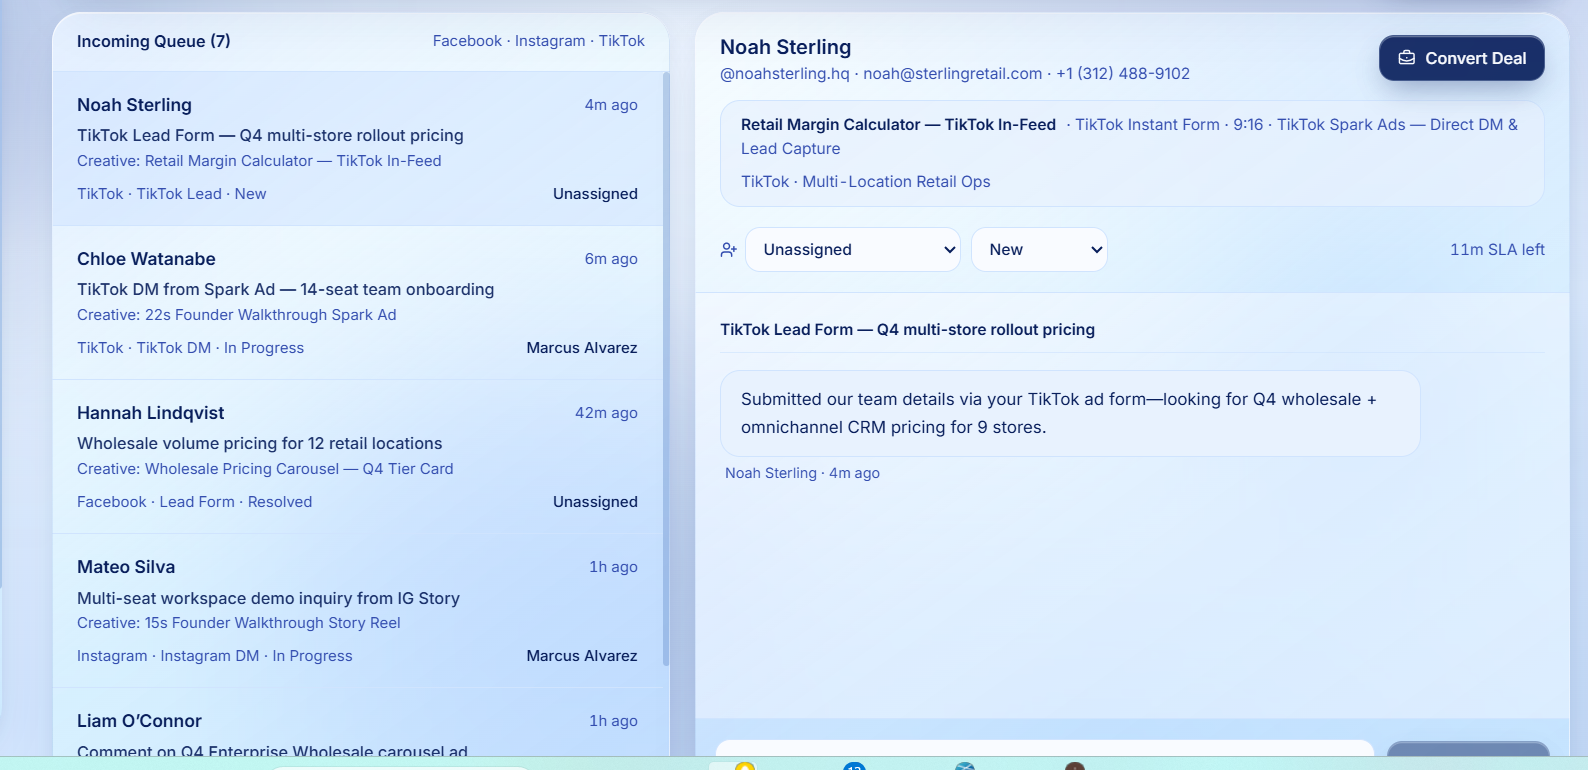 Incoming Queue (7)
Facebook · Instagram · TikTok
Noah Sterling
4m ago
TikTok Lead Form — Q4 multi-store rollout pricing
Creative: Retail Margin Calculator — TikTok In-Feed
TikTok · TikTok Lead · New
Unassigned
Chloe Watanabe
6m ago
TikTok DM from Spark Ad — 14-seat team onboarding
Creative: 22s Founder Walkthrough Spark Ad
TikTok · TikTok DM · In Progress
Marcus Alvarez
Hannah Lindqvist
42m ago
Wholesale volume pricing for 12 retail locations
Creative: Wholesale Pricing Carousel — Q4 Tier Card
Facebook · Lead Form · Resolved
Unassigned
Mateo Silva
1h ago
Multi-seat workspace demo inquiry from IG Story
Creative: 15s Founder Walkthrough Story Reel
Instagram · Instagram DM · In Progress
Marcus Alvarez
Liam O’Connor
1h ago
Comment on Q4 Enterprise Wholesale carousel ad
Noah Sterling
@noahsterling.hq · noah@sterlingretail.com · +1 (312) 488-9102
Convert Deal
Retail Margin Calculator — TikTok In-Feed · TikTok Instant Form · 9:16 · TikTok Spark Ads — Direct DM &
Lead Capture
TikTok · Multi-Location Retail Ops
Unassigned
New
11m SLA left
TikTok Lead Form — Q4 multi-store rollout pricing
Submitted our team details via your TikTok ad form—looking for Q4 wholesale +
omnichannel CRM pricing for 9 stores.
Noah Sterling · 4m ago